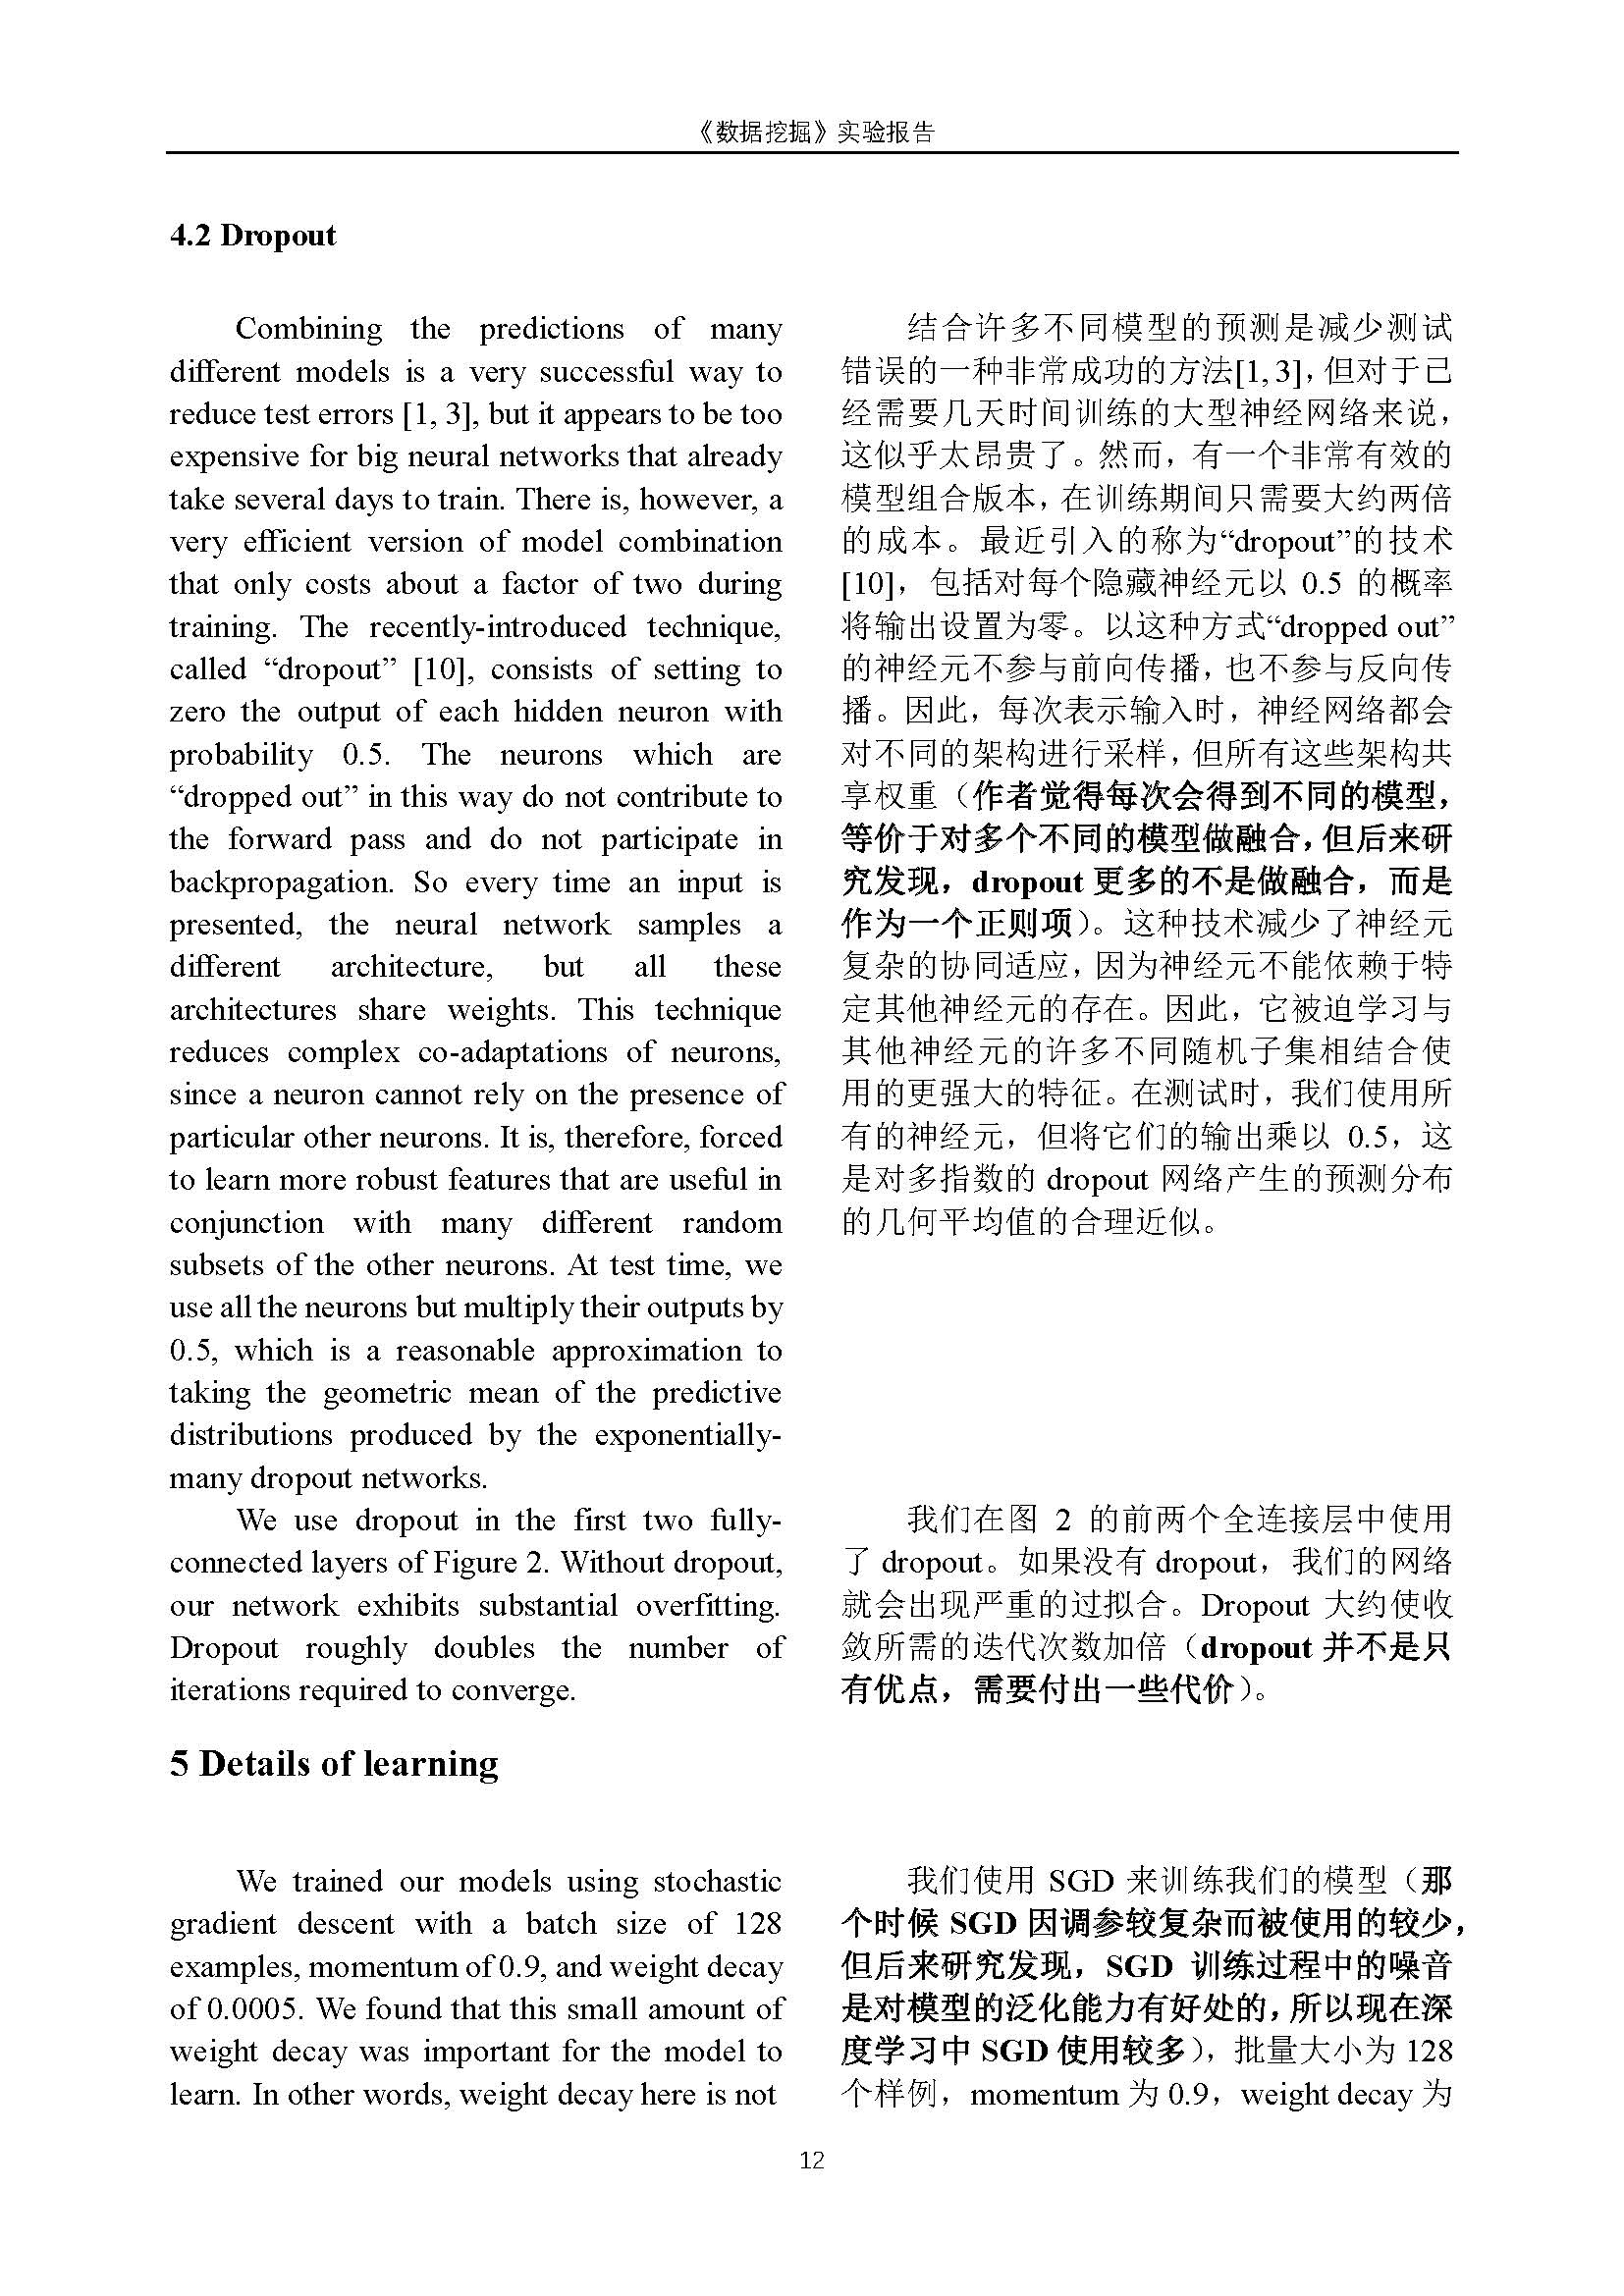 《数据挖掘》实验报告
4.2 Dropout
Combining the predictions of many
different models is a very successful way to
reduce test errors [1, 3], but it appears to be too
expensive for big neural networks that already
take several days to train. There is, however, a
very efficient version of model combination
that only costs about a factor of two during
training. The recently-introduced technique,
called “dropout” [10], consists of setting to
zero the output of each hidden neuron with
probability 0.5. The neurons which are
“dropped out” in this way do not contribute to
the forward pass and do not participate in
backpropagation. So every time an input is
presented, the neural network samples a
different architecture, but all these
architectures share weights. This technique
reduces complex co-adaptations of neurons,
since a neuron cannot rely on the presence of
particular other neurons. It is, therefore, forced
to learn more robust features that are useful in
conjunction with many different random
subsets of the other neurons. At test time, we
use all the neurons but multiply their outputs by
0.5, which is a reasonable approximation to
taking the geometric mean of the predictive
distributions produced by the exponentially-
many dropout networks.
结合许多不同模型的预测是减少测试
错误的一种非常成功的方法[1, 3]，但对于已
经需要几天时间训练的大型神经网络来说，
这似乎太昂贵了。然而，有一个非常有效的
模型组合版本，在训练期间只需要大约两倍
的成本。最近引入的称为“dropout”的技术
[10]，包括对每个隐藏神经元以 0.5 的概率
将输出设置为零。以这种方式“dropped out”
的神经元不参与前向传播，也不参与反向传
播。因此，每次表示输入时，神经网络都会
对不同的架构进行采样，但所有这些架构共
享权重（作者觉得每次会得到不同的模型，
等价于对多个不同的模型做融合，但后来研
究发现，dropout 更多的不是做融合，而是
作为一个正则项）。这种技术减少了神经元
复杂的协同适应，因为神经元不能依赖于特
定其他神经元的存在。因此，它被迫学习与
其他神经元的许多不同随机子集相结合使
用的更强大的特征。在测试时，我们使用所
有的神经元，但将它们的输出乘以 0.5，这
是对多指数的 dropout 网络产生的预测分布
的几何平均值的合理近似。
We use dropout in the first two fully-
connected layers of Figure 2. Without dropout,
our network exhibits substantial overfitting.
Dropout roughly doubles the number of
iterations required to converge.
我们在图 2 的前两个全连接层中使用
了 dropout。如果没有 dropout，我们的网络
就会出现严重的过拟合。Dropout 大约使收
敛所需的迭代次数加倍（dropout 并不是只
有优点，需要付出一些代价）。
5 Details of learning
We trained our models using stochastic
gradient descent with a batch size of 128
examples, momentum of 0.9, and weight decay
of 0.0005. We found that this small amount of
weight decay was important for the model to
learn. In other words, weight decay here is not
我们使用 SGD 来训练我们的模型（那
个时候 SGD 因调参较复杂而被使用的较少，
但后来研究发现，SGD 训练过程中的噪音
是对模型的泛化能力有好处的，所以现在深
度学习中 SGD 使用较多），批量大小为 128
个样例，momentum 为 0.9，weight decay 为
12